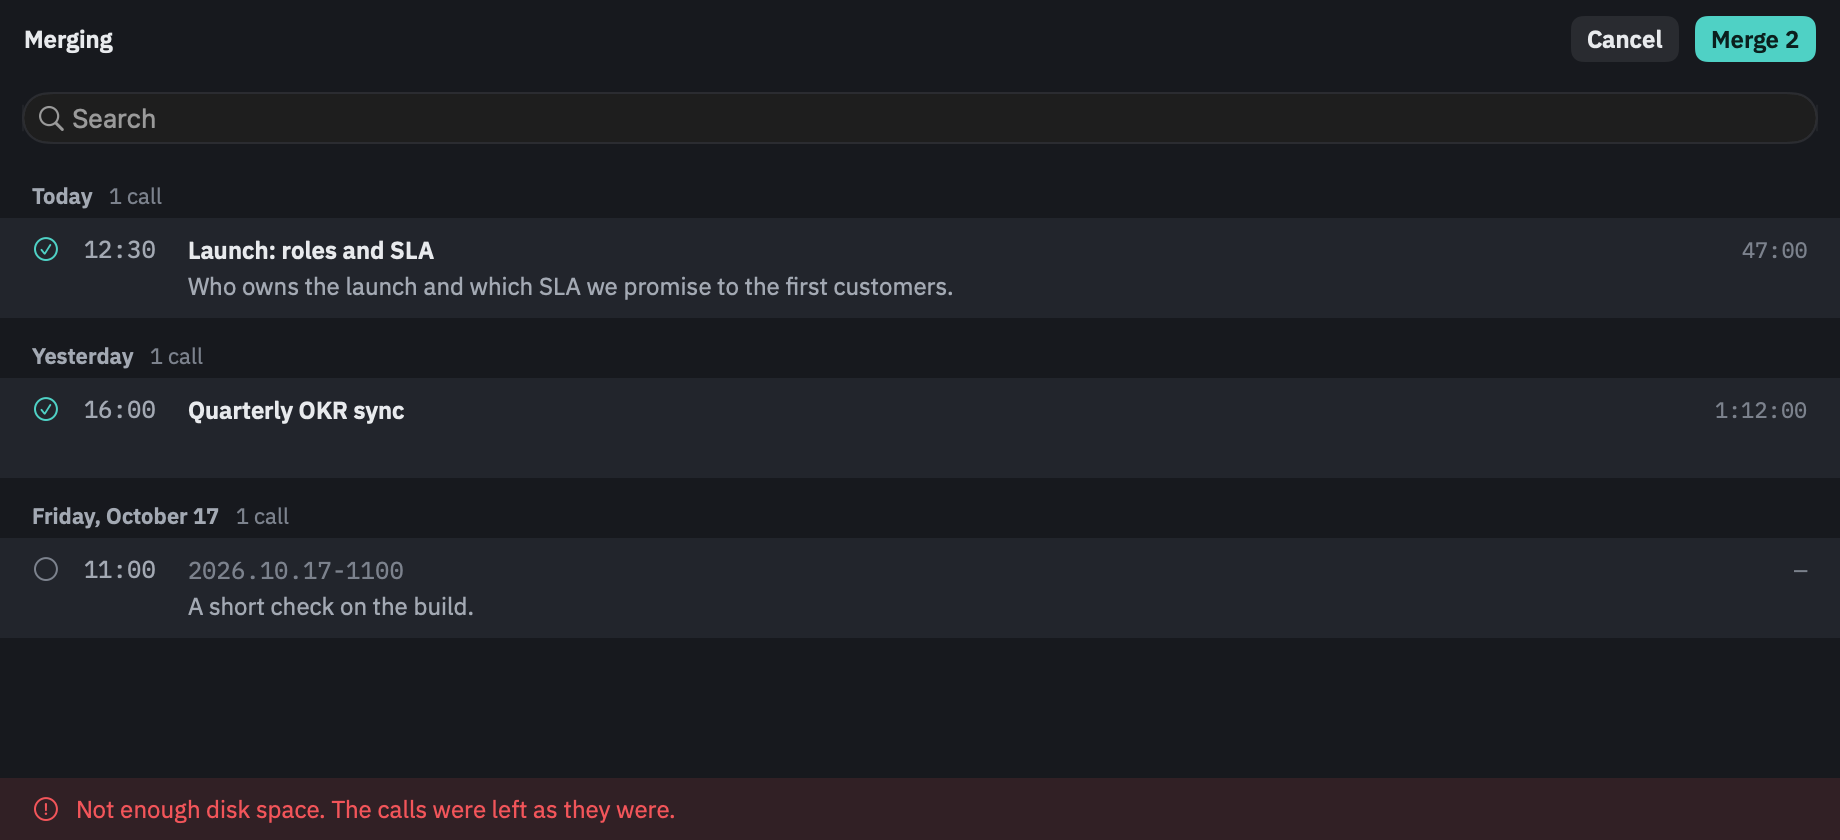 Merging
Cancel
Merge 2
Search
Today 1 call
12:30 Launch: roles and SLA 47:00
Who owns the launch and which SLA we promise to the first customers.
Yesterday 1 call
16:00 Quarterly OKR sync 1:12:00
Friday, October 17 1 call
11:00 2026.10.17-1100 –
A short check on the build.
Not enough disk space. The calls were left as they were.